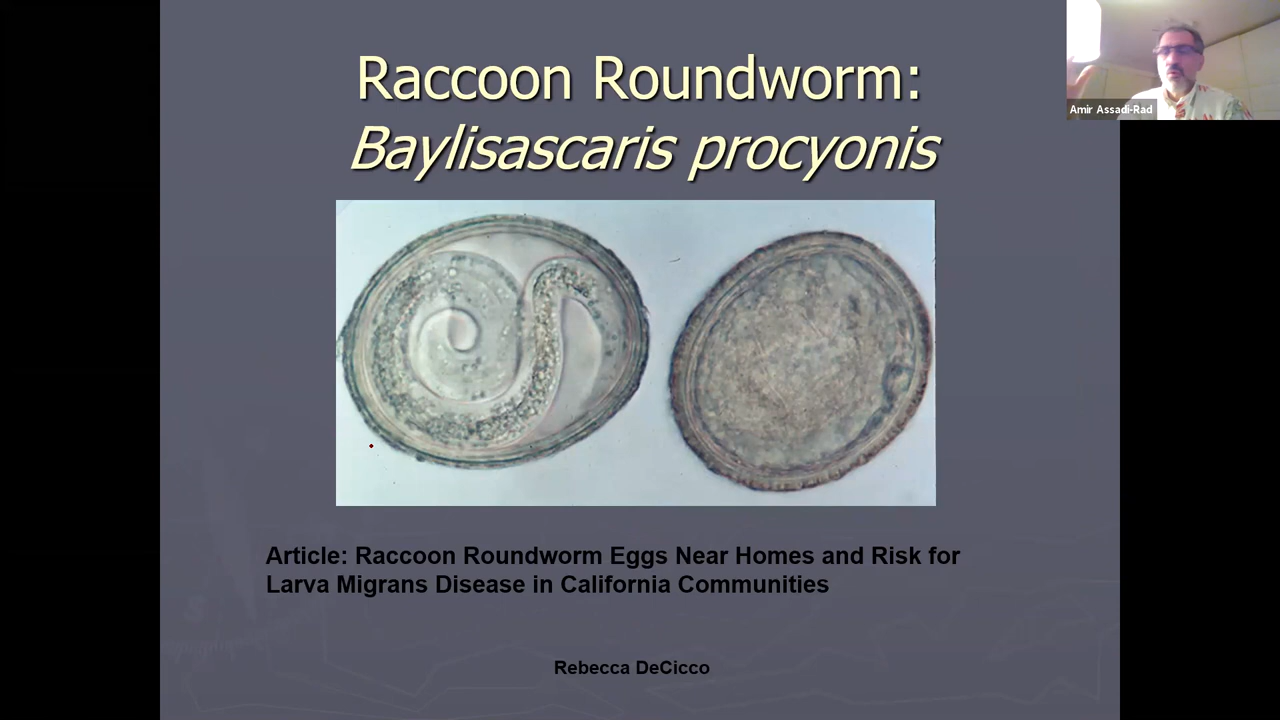 Raccoon Roundworm:
Baylisascaris procyonis
Amir Assadi-Rad
Article: Raccoon Roundworm Eggs Near Homes and Risk for
Larva Migrans Disease in California Communities
Rebecca DeCicco